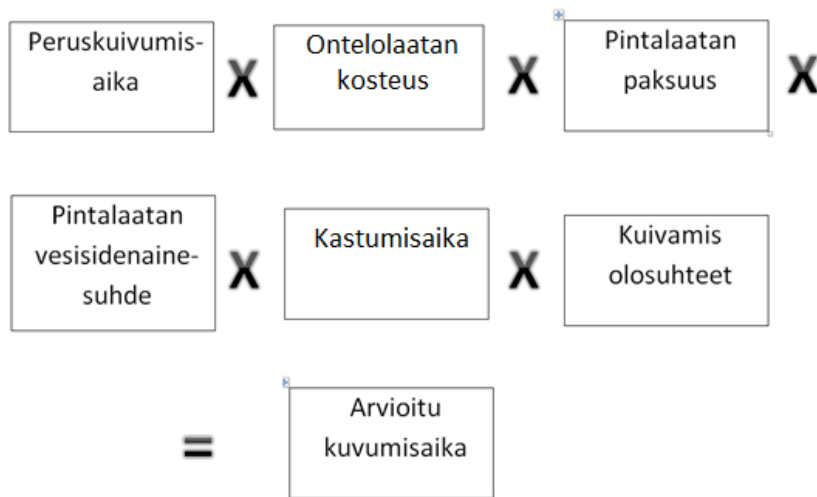 Peruskuivumis-
aika
X
Ontelolaatan
kosteus
X
Pintalaatan
paksuus
X
Pintalaatan
vesisidenaine-
suhde
X
Kastumisaika
X
Kuivamis
olosuhteet
=
Arvioitu
kuvumisaika